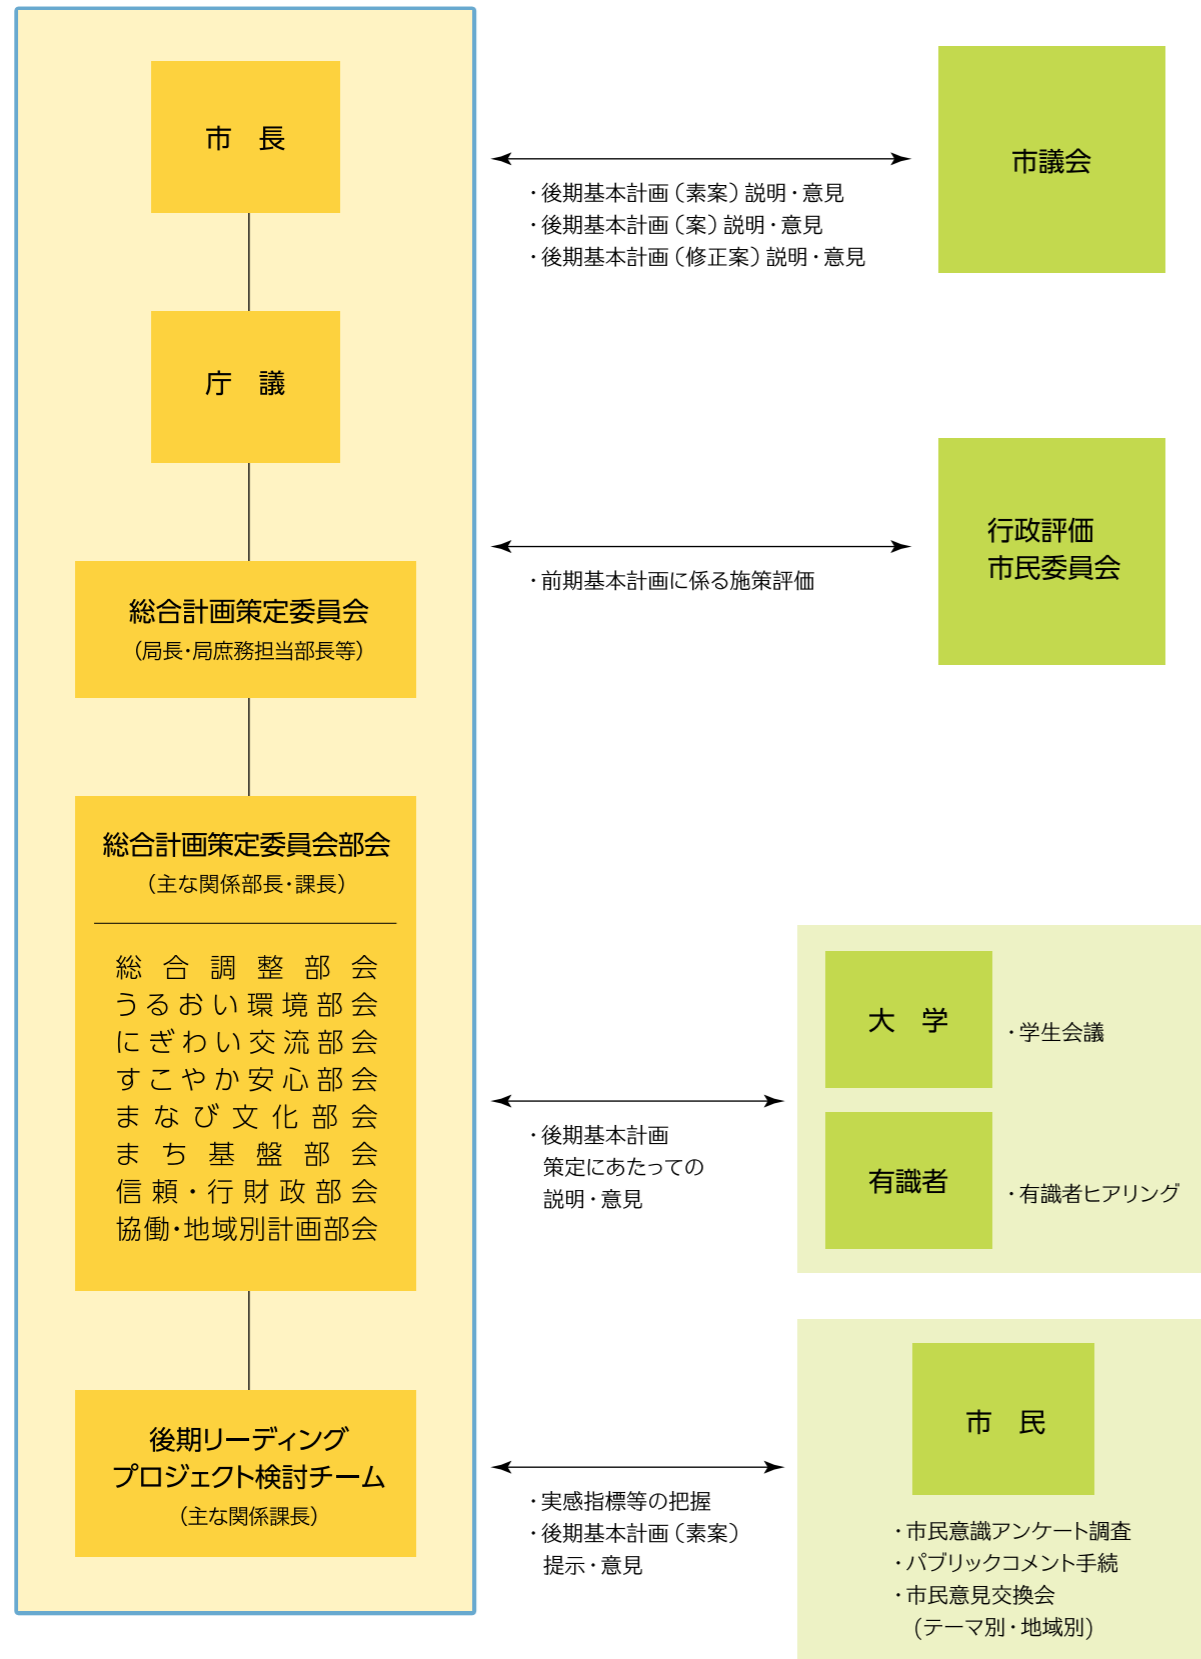 市　長
庁　議
総合計画策定委員会
（局長・局庶務担当部長等）
総合計画策定委員会部会
（主な関係部長・課長）
総合調整部会
うるおい環境部会
にぎわい交流部会
すこやか安心部会
まなび文化部会
まち基盤部会
信頼・行財政部会
協働・地域別計画部会
後期リーディング
プロジェクト検討チーム
（主な関係課長）
・後期基本計画（素案）説明・意見
・後期基本計画（案）説明・意見
・後期基本計画（修正案）説明・意見
市議会
・前期基本計画に係る施策評価
行政評価
市民委員会
・後期基本計画
策定にあたっての
説明・意見
大　学
・学生会議
有識者
・有識者ヒアリング
・実感指標等の把握
・後期基本計画（素案）
提示・意見
市　民
・市民意識アンケート調査
・パブリックコメント手続
・市民意見交換会
(テーマ別・地域別)